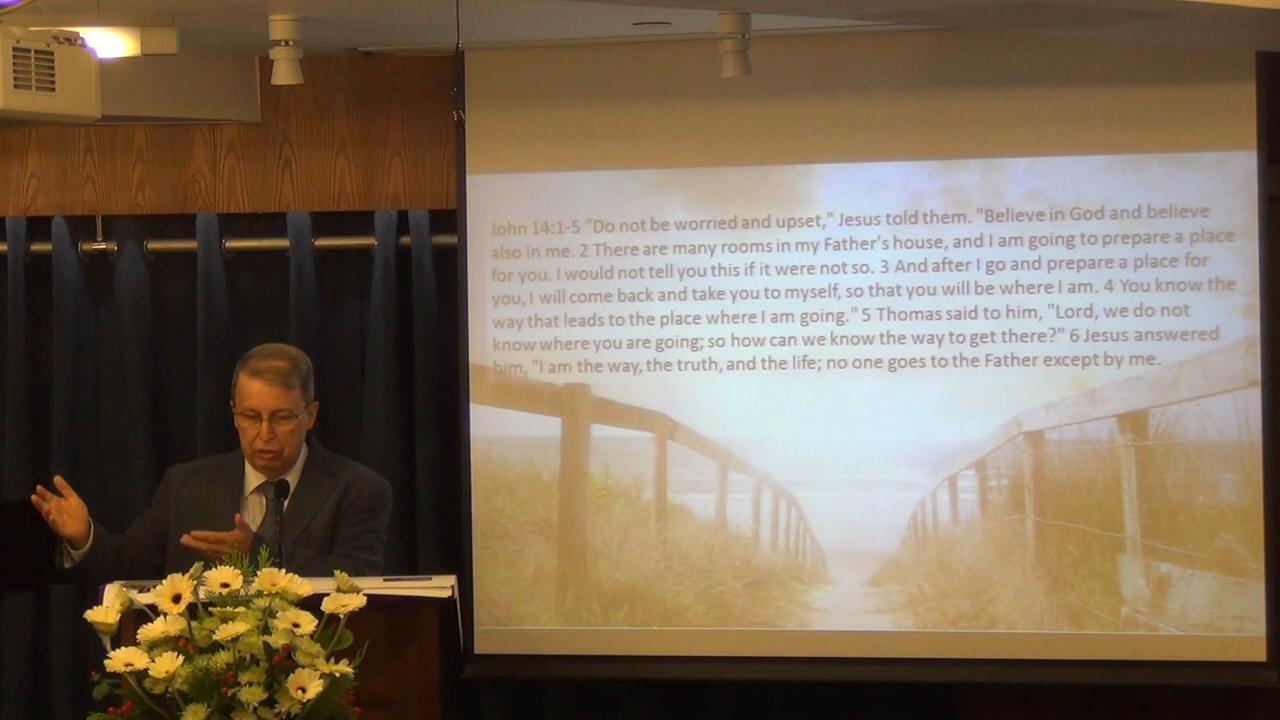 John 14:1-5 "Do not be worried and upset," Jesus told them. "Believe in God and believe
also in me. 2 There are many rooms in my Father's house, and I am going to prepare a place
for you. I would not tell you this if it were not so. 3 And after I go and prepare a place for
you, I will come back and take you to myself, so that you will be where I am. 4 You know the
way that leads to the place where I am going." 5 Thomas said to him, "Lord, we do not
know where you are going; so how can we know the way to get there?" 6 Jesus answered
him, "I am the way, the truth, and the life; no one goes to the Father except by me.